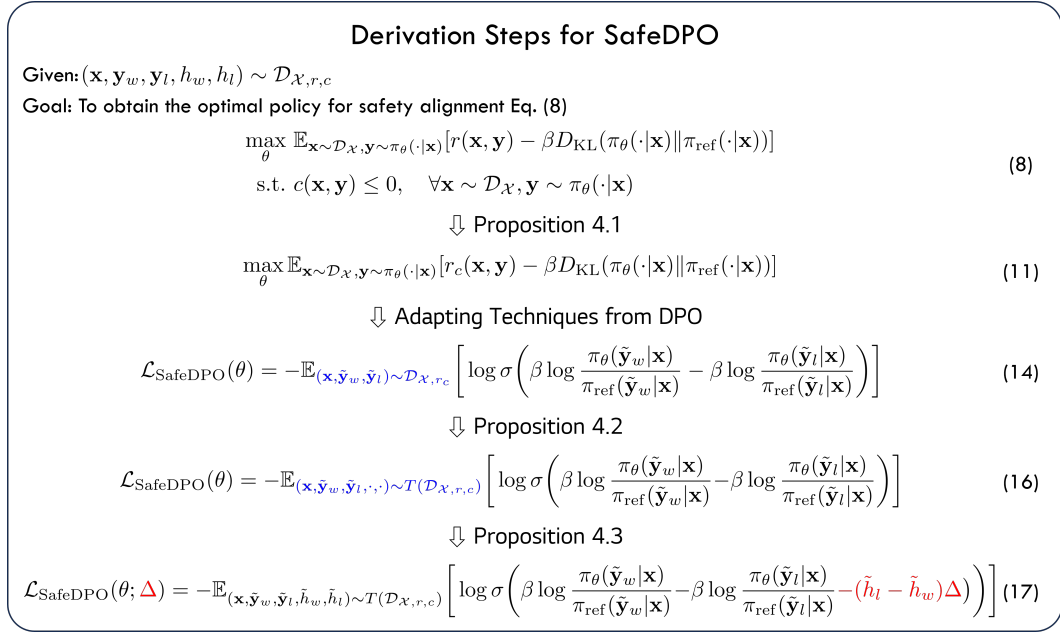 Derivation Steps for SafeDPO
Given: (x, y_w, y_l, h_w, h_l) ∼ D_{X,r,c}
Goal: To obtain the optimal policy for safety alignment Eq. (8)
max_θ E_{x∼D_X, y∼π_θ(·|x)}[r(x, y) − βD_KL(π_θ(·|x)‖π_ref(·|x))]
s.t. c(x, y) ≤ 0, ∀x ∼ D_X, y ∼ π_θ(·|x) (8)
⇩ Proposition 4.1
max_θ E_{x∼D_X, y∼π_θ(·|x)}[r_c(x, y) − βD_KL(π_θ(·|x)‖π_ref(·|x))] (11)
⇩ Adapting Techniques from DPO
L_SafeDPO(θ) = −E_{(x,ỹ_w,ỹ_l)∼D_{X,r_c}} [log σ(β log π_θ(ỹ_w|x)/π_ref(ỹ_w|x) − β log π_θ(ỹ_l|x)/π_ref(ỹ_l|x))] (14)
⇩ Proposition 4.2
L_SafeDPO(θ) = −E_{(x,ỹ_w,ỹ_l,·,·)∼T(D_{X,r,c})} [log σ(β log π_θ(ỹ_w|x)/π_ref(ỹ_w|x) − β log π_θ(ỹ_l|x)/π_ref(ỹ_l|x))] (16)
⇩ Proposition 4.3
L_SafeDPO(θ; Δ) = −E_{(x,ỹ_w,ỹ_l,h̃_w,h̃_l)∼T(D_{X,r,c})} [log σ(β log π_θ(ỹ_w|x)/π_ref(ỹ_w|x) − β log π_θ(ỹ_l|x)/π_ref(ỹ_l|x) −(h̃_l − h̃_w)Δ))] (17)